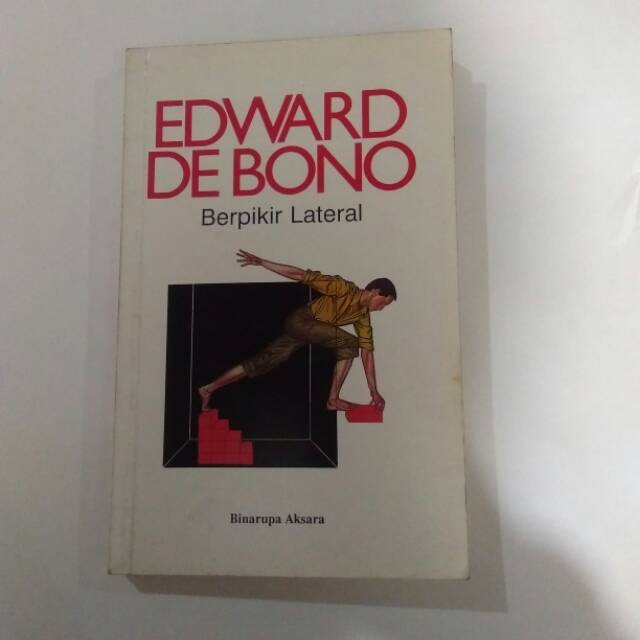 EDWARD
DE BONO
Berpikir Lateral
Binarupa Aksara